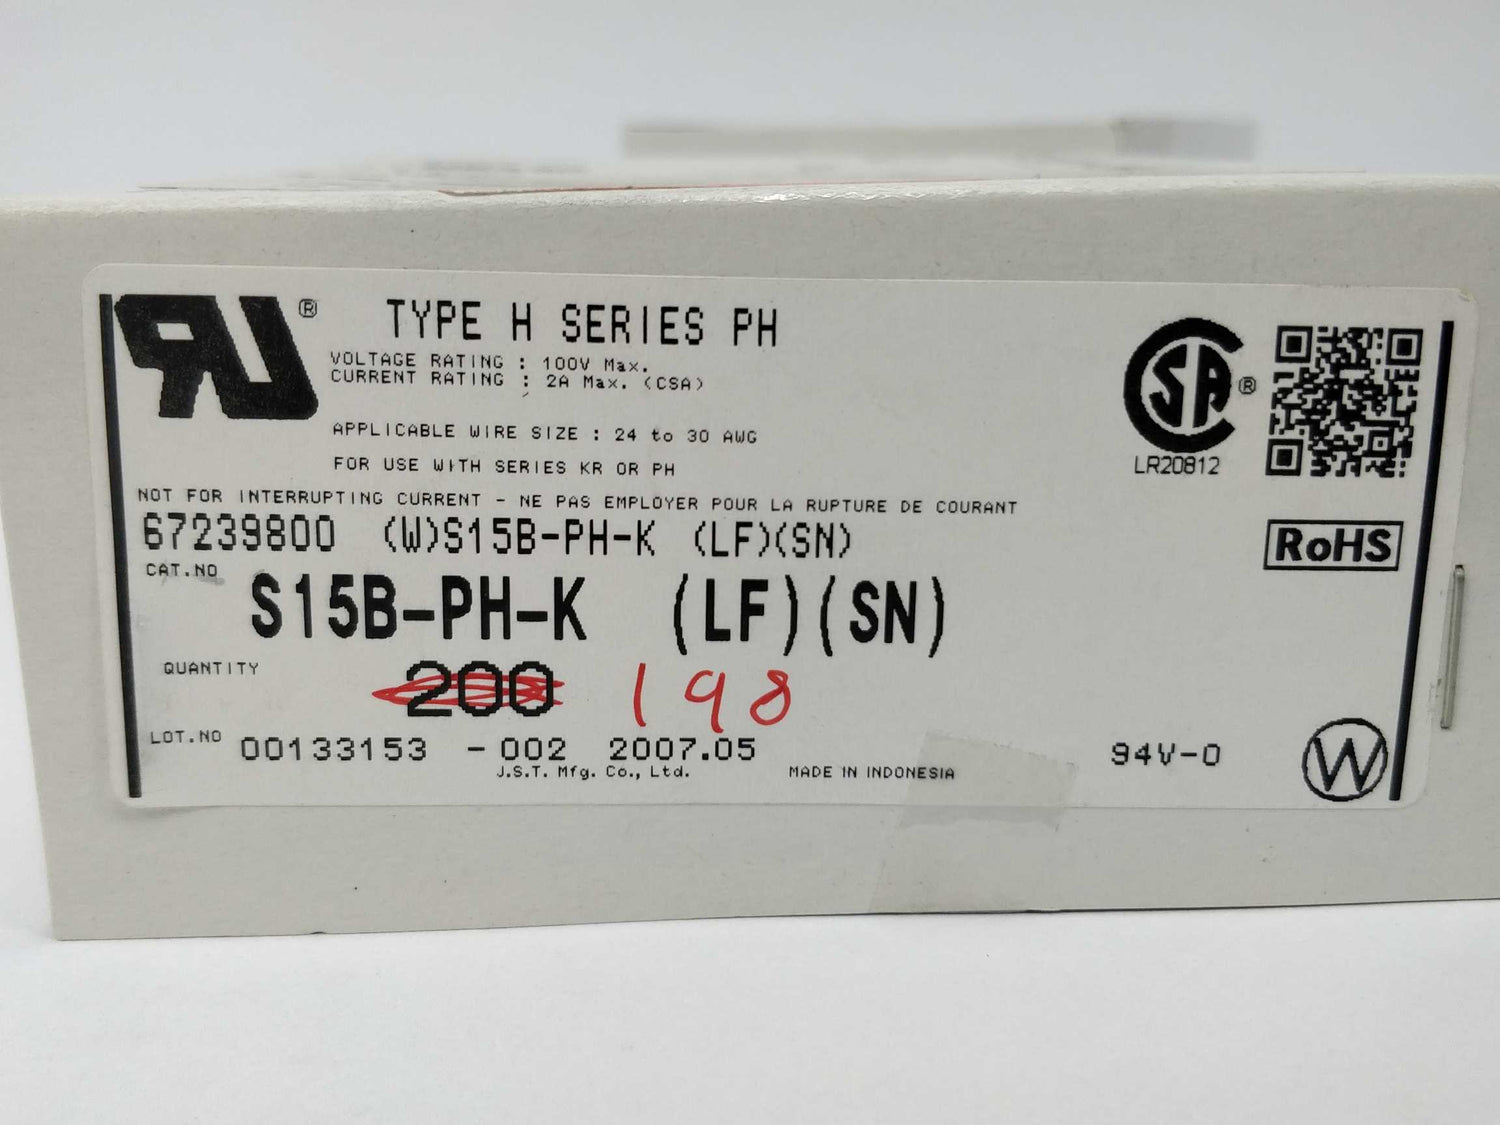 RU® TYPE H SERIES PH
VOLTAGE RATING : 100V Max.
CURRENT RATING : 2A Max. (CSA)
APPLICABLE WIRE SIZE : 24 to 30 AWG
FOR USE WITH SERIES KR OR PH
SA®
LR20812
NOT FOR INTERRUPTING CURRENT - NE PAS EMPLOYER POUR LA RUPTURE DE COURANT
67239800 (W)S15B-PH-K (LF)(SN)
RoHS
CAT.NO S15B-PH-K (LF)(SN)
QUANTITY 200 198
LOT.NO 00133153 -002 2007.05
J.S.T. Mfg. Co., Ltd. MADE IN INDONESIA
94V-0 W